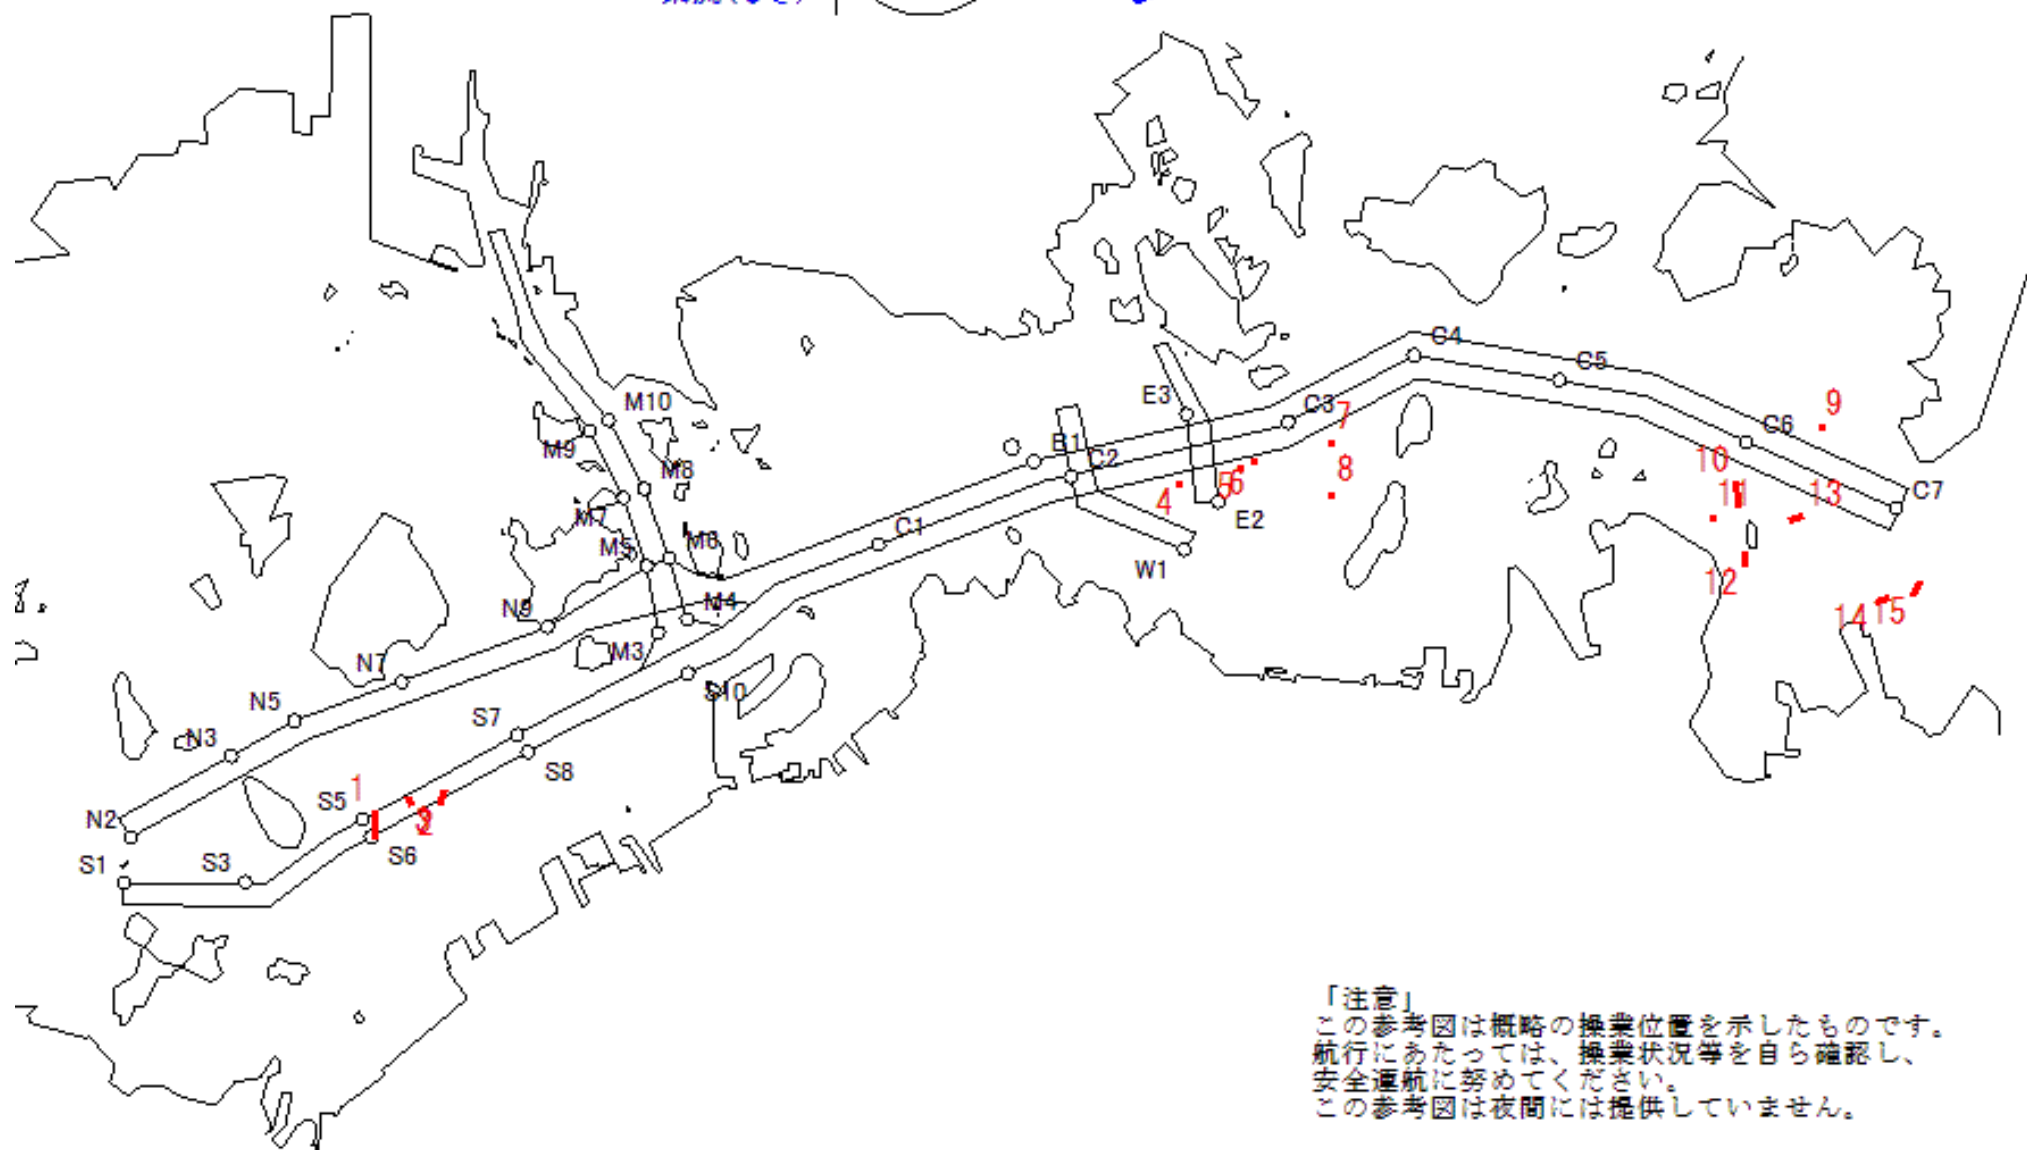 C4
C5
E3
M10
C3
7
9
C6
M9
B1
M8
C2
8
10
5
6
4
11
13
C7
M7
C1
E2
M5
M6
W1
12
N9
M4
14
15
M3
N7
S10
N5
S7
N3
S8
1
S5
N2
3
2
S6
S1
S3
「注意」
この参考図は概略の操業位置を示したものです。
航行にあたっては、操業状況等を自ら確認し、
安全運航に努めてください。
この参考図は夜間には提供していません。